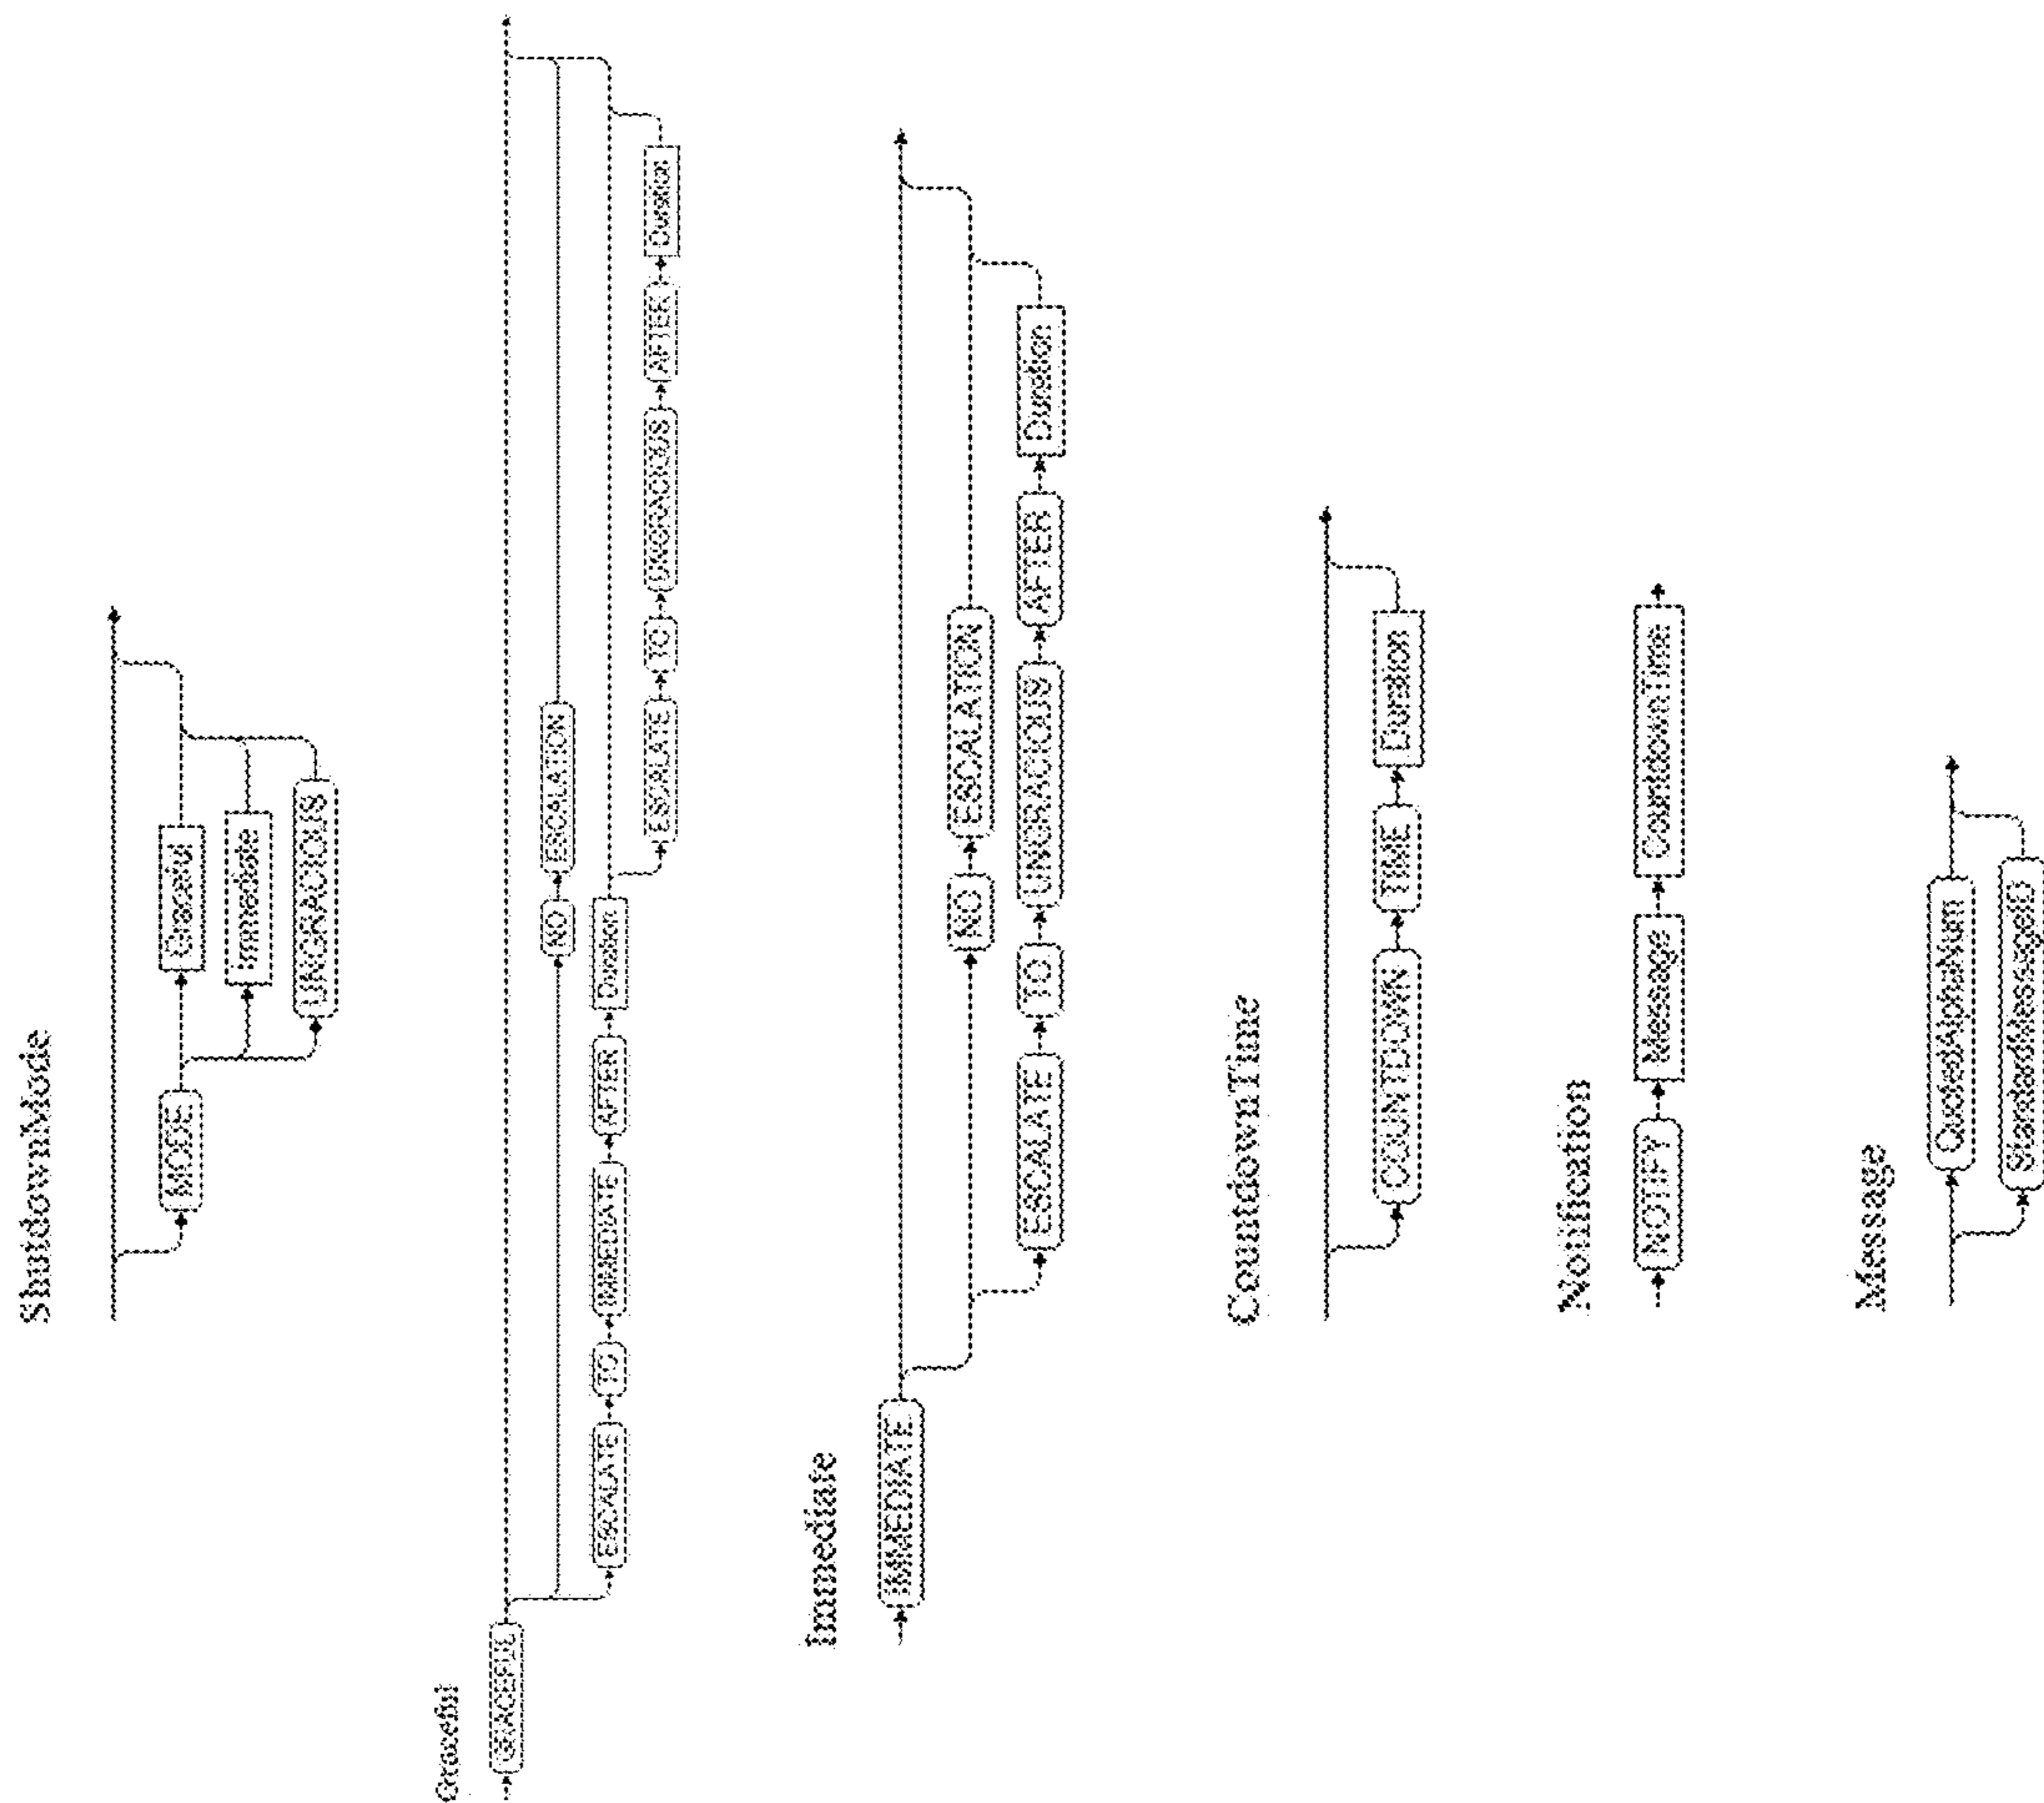 ShutdownMode
MODE
Graceful
Immediate
UNGRACIOUS
Graceful
GRACEFUL
NO ESCALATION
ESCALATE TO IMMEDIATE AFTER Duration
ESCALATE TO UNGRACIOUS AFTER Duration
Immediate
IMMEDIATE
NO ESCALATION
ESCALATE TO UNGRACIOUS AFTER Duration
CountdownTime
COUNTDOWN TIME Duration
Notification
NOTIFY Message CountdownTime
Message
QuotedAlphaNum
StandardMessageID